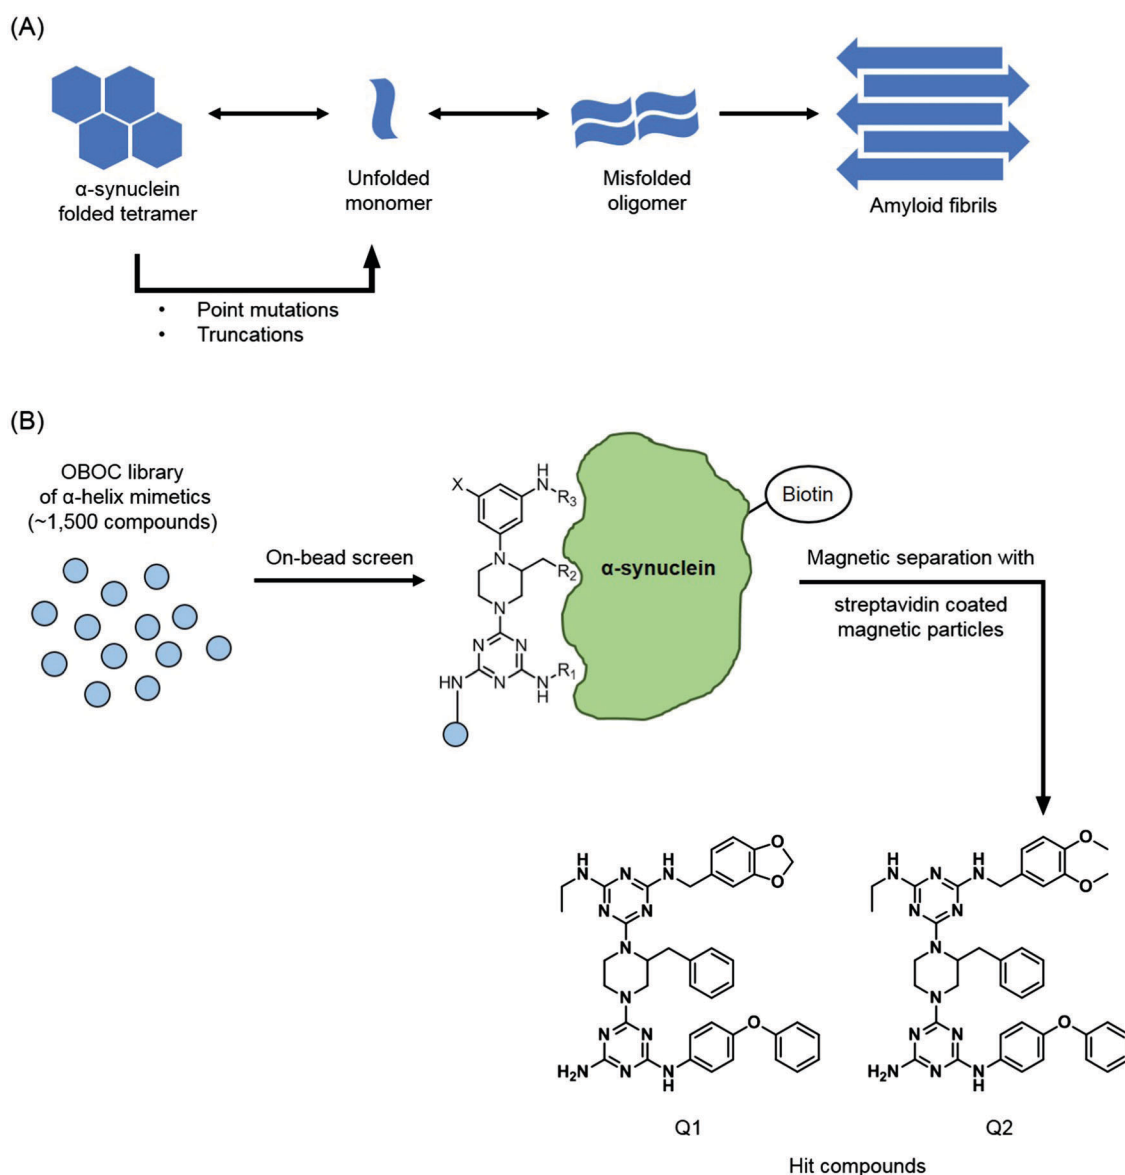 (A)
α-synuclein
folded tetramer
Unfolded
monomer
Misfolded
oligomer
Amyloid fibrils
• Point mutations
• Truncations
(B)
OBOC library
of α-helix mimetics
(~1,500 compounds)
On-bead screen
X
H
N
R3
N
R2
N
N N
N
HN
N
H
R1
α-synuclein
Biotin
Magnetic separation with
streptavidin coated
magnetic particles
H
N
N
H
N
O
O
N N
N
N
N
N N
N
O
H2N
N
H
Q1
H
N
N
H
N
O
O
N N
N
N
N
N N
N
O
H2N
N
H
Q2
Hit compounds